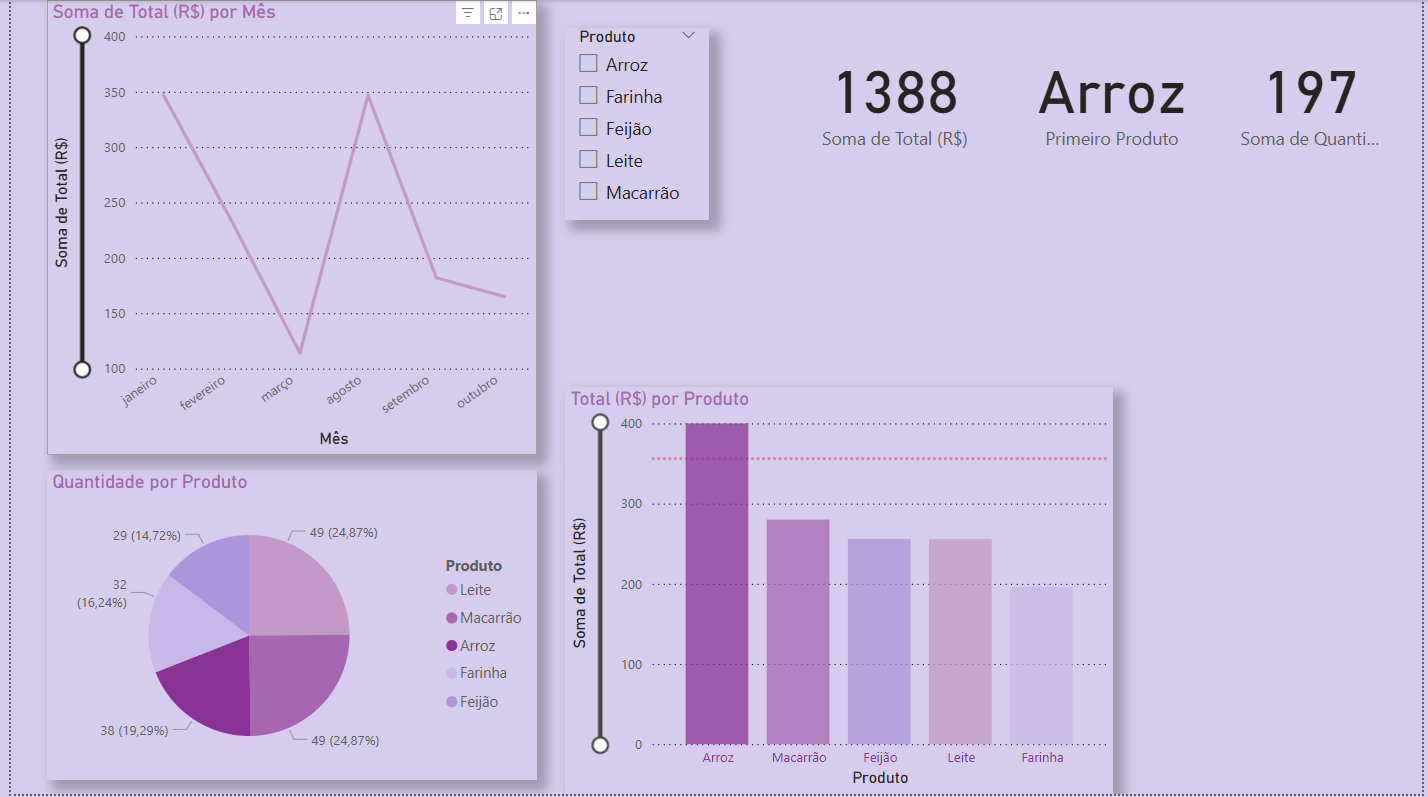 Soma de Total (R$) por Mês
400
350
300
250
200
150
100
Soma de Total (R$)
janeiro
fevereiro
março
agosto
setembro
outubro
Mês
Produto
Arroz
Farinha
Feijão
Leite
Macarrão
1388
Soma de Total (R$)
Arroz
Primeiro Produto
197
Soma de Quanti...
Quantidade por Produto
29 (14,72%)
49 (24,87%)
32
(16,24%)
38 (19,29%)
49 (24,87%)
Produto
Leite
Macarrão
Arroz
Farinha
Feijão
Total (R$) por Produto
400
300
200
100
0
Soma de Total (R$)
Arroz
Macarrão
Feijão
Leite
Farinha
Produto